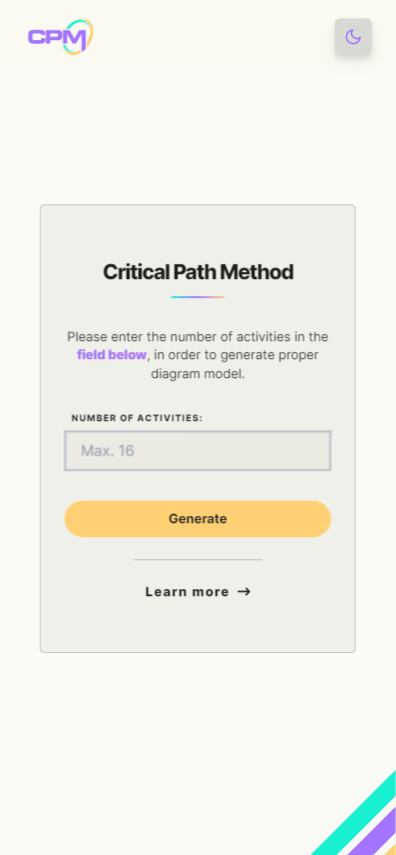 CPM
Critical Path Method
Please enter the number of activities in the
field below, in order to generate proper
diagram model.
NUMBER OF ACTIVITIES:
Max. 16
Generate
Learn more →